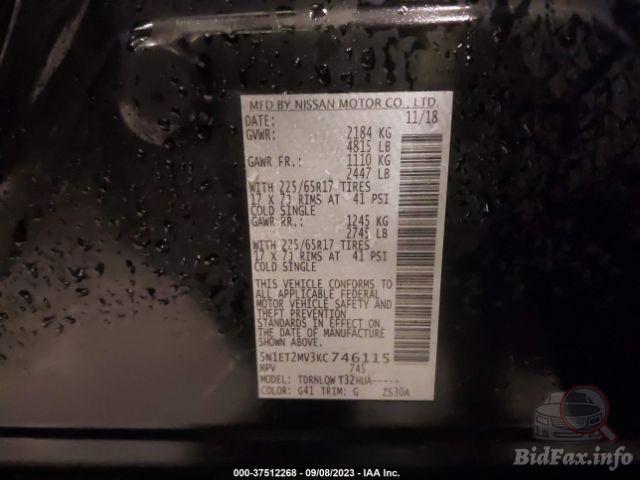 MFD BY NISSAN MOTOR CO., LTD.
DATE: 11/18
GVWR: 2184 KG
4815 LB
GAWR FR.: 1110 KG
2447 LB
WITH 225/65R17 TIRES
17 X 7J RIMS AT 41 PSI
COLD SINGLE
GAWR RR.: 1245 KG
2745 LB
WITH 225/65R17 TIRES
17 X 7J RIMS AT 41 PSI
COLD SINGLE
THIS VEHICLE CONFORMS TO
ALL APPLICABLE FEDERAL
MOTOR VEHICLE SAFETY AND
THEFT PREVENTION
STANDARDS IN EFFECT ON
THE DATE OF MANUFACTURE
SHOWN ABOVE.
5N1ET2MV3KC746115
MPV 745
MODEL: TDRNLQWT32HUA-----
COLOR: G41 TRIM: G ZS30A
BidFax.info
000-37512268 - 09/08/2023 - IAA Inc.